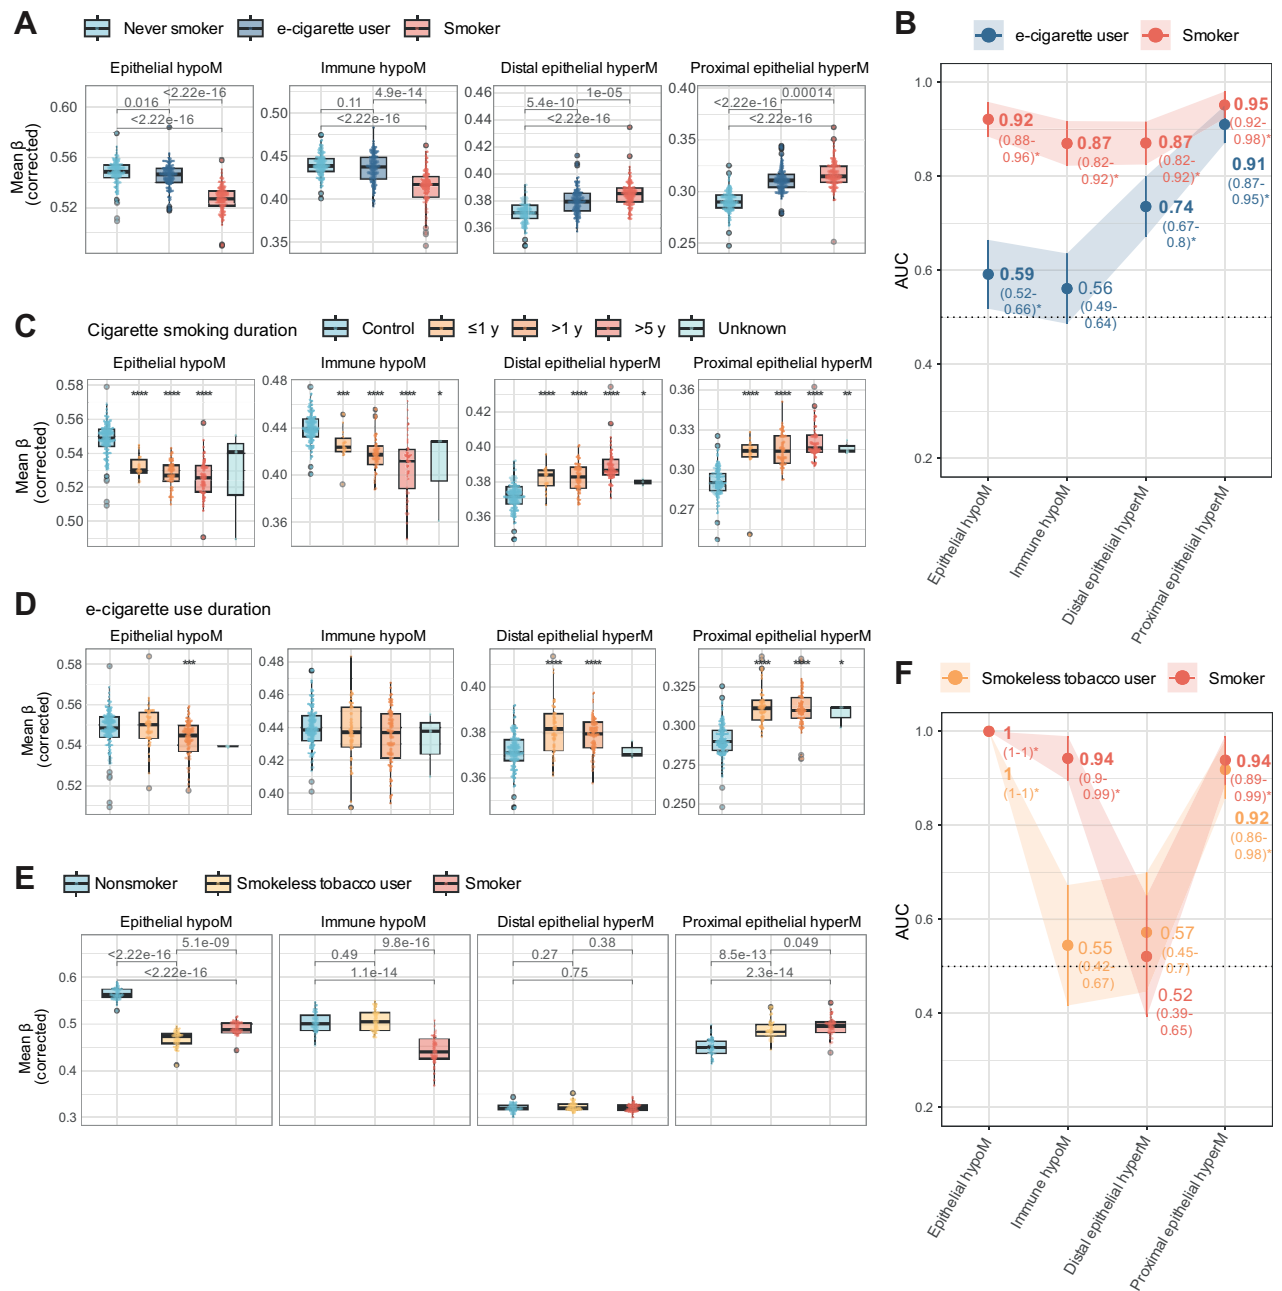 A
Never smoker
e-cigarette user
Smoker
Epithelial hypoM
Immune hypoM
Distal epithelial hyperM
Proximal epithelial hyperM
Mean β
(corrected)
0.60
0.56
0.52
<2.22e-16
0.016
<2.22e-16
0.50
0.45
0.40
0.35
4.9e-14
0.11
<2.22e-16
0.46
0.44
0.42
0.40
0.38
0.36
1e-05
5.4e-10
<2.22e-16
0.40
0.35
0.30
0.25
0.00014
<2.22e-16
<2.22e-16
B
e-cigarette user
Smoker
AUC
1.0
0.8
0.6
0.4
0.2
0.92
(0.88-
0.96)*
0.87
(0.82-
0.92)*
0.87
(0.82-
0.92)*
0.95
(0.92-
0.98)*
0.91
(0.87-
0.95)*
0.74
(0.67-
0.8)*
0.59
(0.52-
0.66)*
0.56
(0.49-
0.64)
Epithelial hypoM
Immune hypoM
Distal epithelial hyperM
Proximal epithelial hyperM
C
Cigarette smoking duration
Control
≤1 y
>1 y
>5 y
Unknown
Epithelial hypoM
Immune hypoM
Distal epithelial hyperM
Proximal epithelial hyperM
Mean β
(corrected)
0.58
0.56
0.54
0.52
0.50
**** **** ****
0.48
0.44
0.40
0.36
*** **** **** *
0.42
0.40
0.38
0.36
**** **** **** *
0.36
0.33
0.30
0.27
**** **** **** **
D
e-cigarette use duration
Epithelial hypoM
Immune hypoM
Distal epithelial hyperM
Proximal epithelial hyperM
Mean β
(corrected)
0.58
0.56
0.54
0.52
***
0.48
0.46
0.44
0.42
0.40
0.40
0.38
0.36
**** ****
0.325
0.300
0.275
0.250
**** **** *
E
Nonsmoker
Smokeless tobacco user
Smoker
Epithelial hypoM
Immune hypoM
Distal epithelial hyperM
Proximal epithelial hyperM
Mean β
(corrected)
0.6
0.5
0.4
0.3
5.1e-09
<2.22e-16
<2.22e-16
9.8e-16
0.49
1.1e-14
0.38
0.27
0.75
0.049
8.5e-13
2.3e-14
F
Smokeless tobacco user
Smoker
AUC
1.0
0.8
0.6
0.4
0.2
1
(1-1)*
1
(1-1)*
0.94
(0.9-
0.99)*
0.94
(0.89-
0.99)*
0.92
(0.86-
0.98)*
0.55
(0.42-
0.67)
0.57
(0.45-
0.7)
0.52
(0.39-
0.65)
Epithelial hypoM
Immune hypoM
Distal epithelial hyperM
Proximal epithelial hyperM